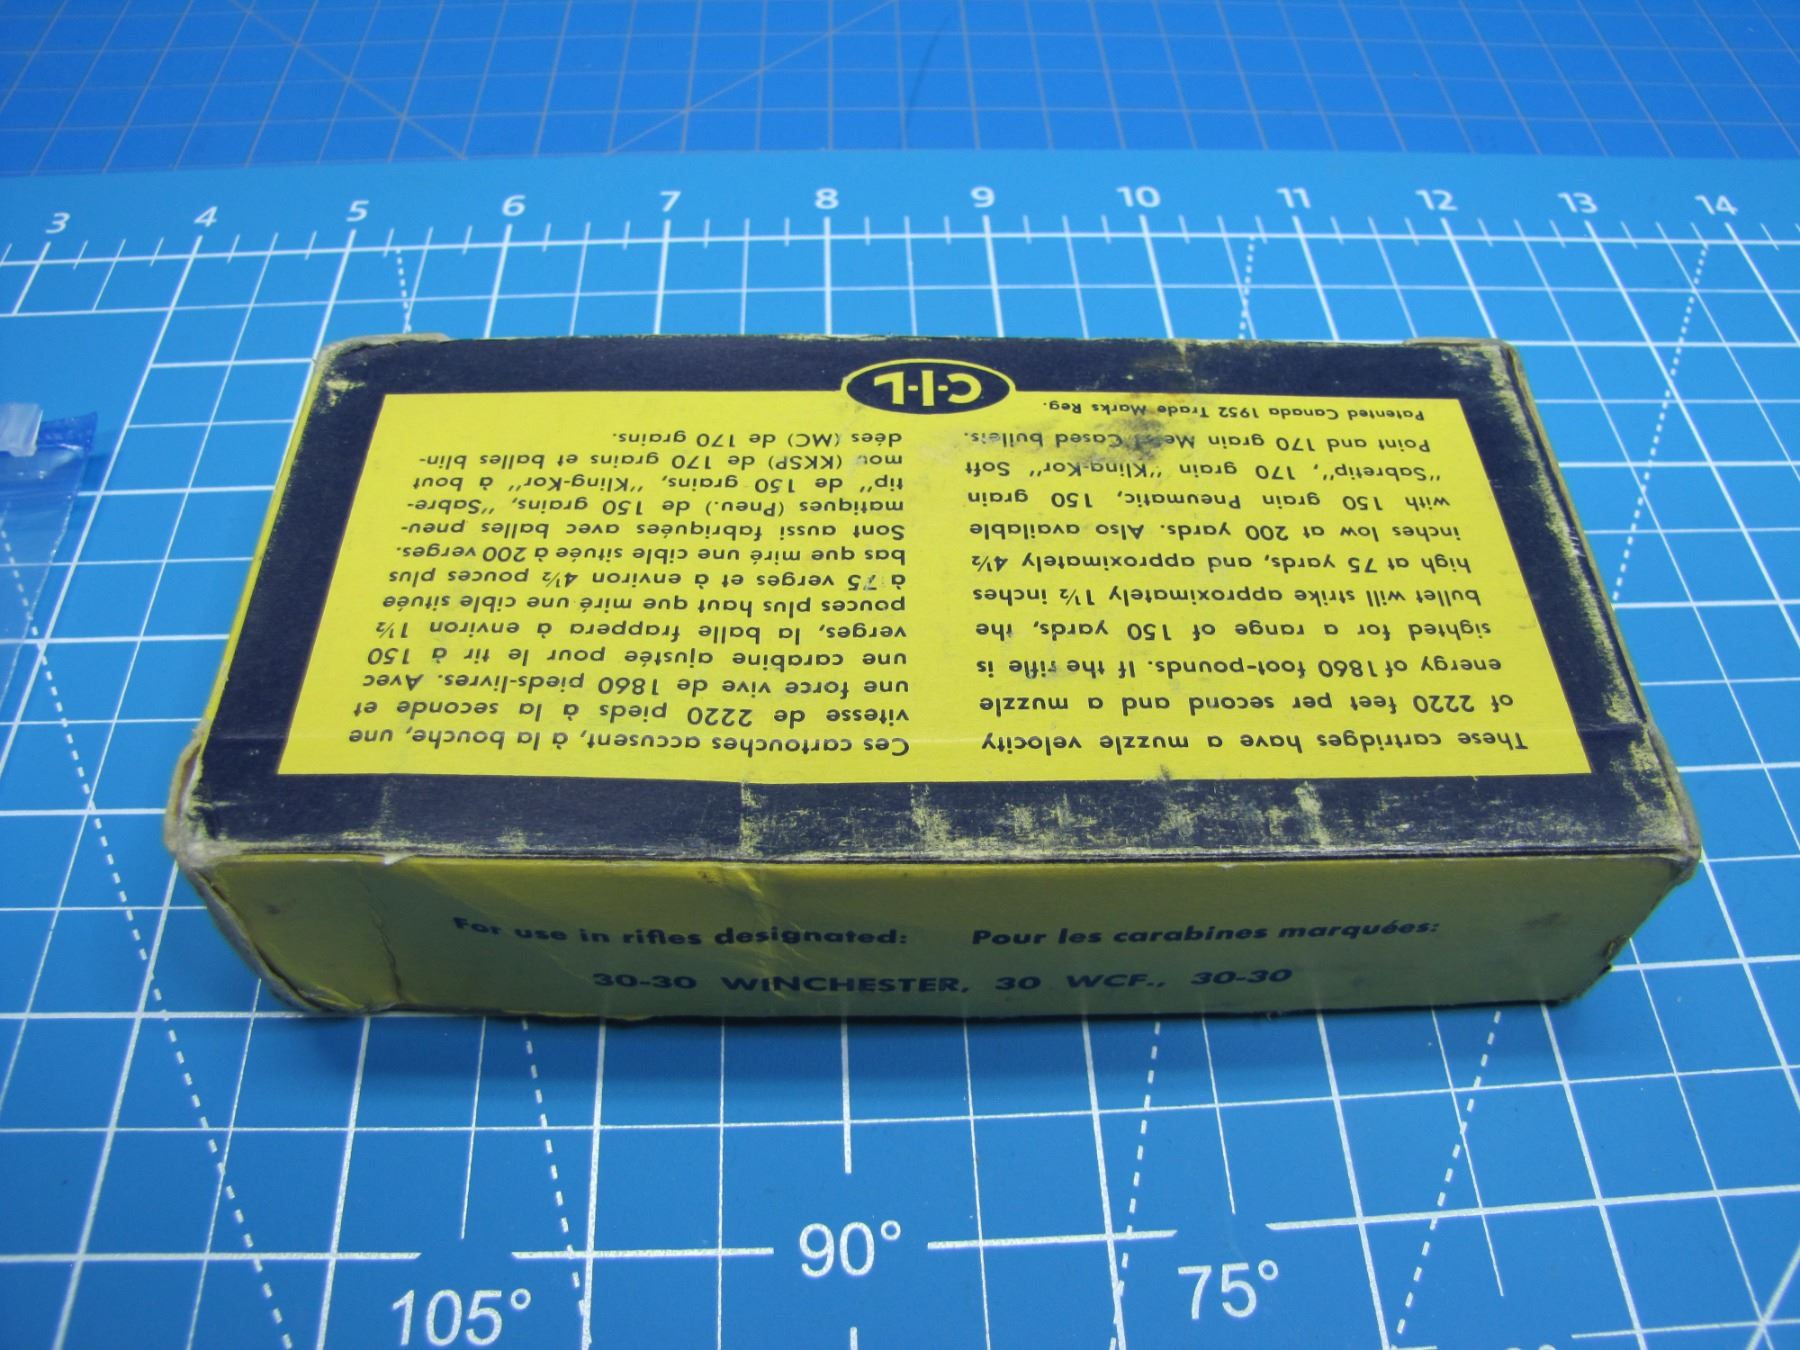 3 4 5 6 7 8 9 10 11 12 13 14
C-I-L
These cartridges have a muzzle velocity
of 2220 feet per second and a muzzle
energy of 1860 foot-pounds. If the rifle is
sighted for a range of 150 yards, the
bullet will strike approximately 1½ inches
high at 75 yards, and approximately 4½
inches low at 200 yards. Also available
with 150 grain Pneumatic, 150 grain
"Sabretip", 170 grain "Kling-Kor" Soft
Point and 170 grain Metal Cased bullets.
Patented Canada 1952 Trade Marks Reg.
Ces cartouches accusent, à la bouche, une
vitesse de 2220 pieds à la seconde et
une force vive de 1860 pieds-livres. Avec
une carabine ajustée pour le tir à 150
verges, la balle frappera à environ 1½
pouces plus haut que miré une cible située
à 75 verges et à environ 4½ pouces plus
bas que miré une cible située à 200 verges.
Sont aussi fabriquées avec balles pneu-
matiques (Pneu.) de 150 grains, "Sabre-
tip" de 150 grains, "Kling-Kor" à bout
mou (KKSP) de 170 grains et balles blin-
dées (MC) de 170 grains.
For use in rifles designated: Pour les carabines marquées:
30-30 WINCHESTER, 30 WCF., 30-30
90°
105° 75°